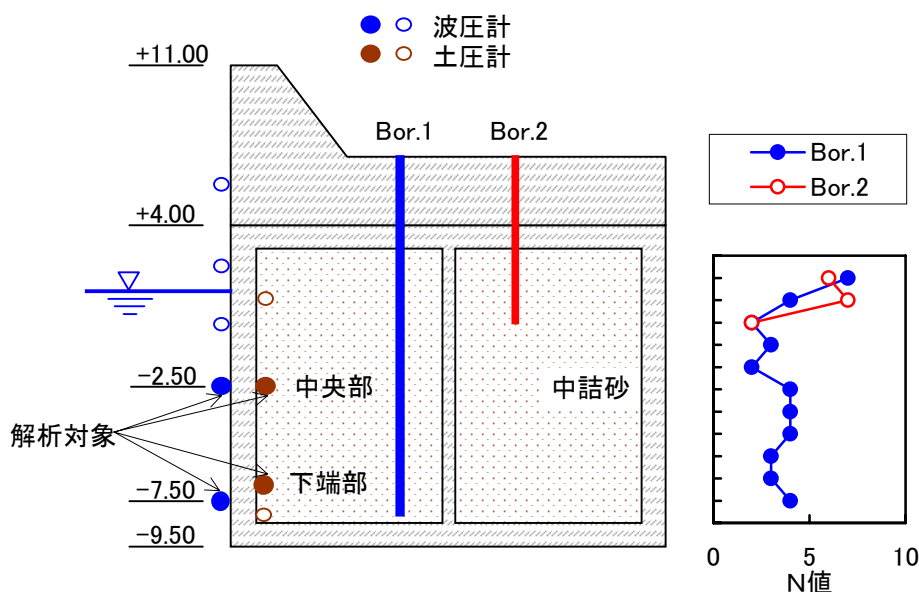 波圧計
土圧計
+11.00
Bor.1
Bor.2
Bor.1
Bor.2
+4.00
-2.50
中央部
中詰砂
解析対象
下端部
-7.50
-9.50
0
5
10
N値